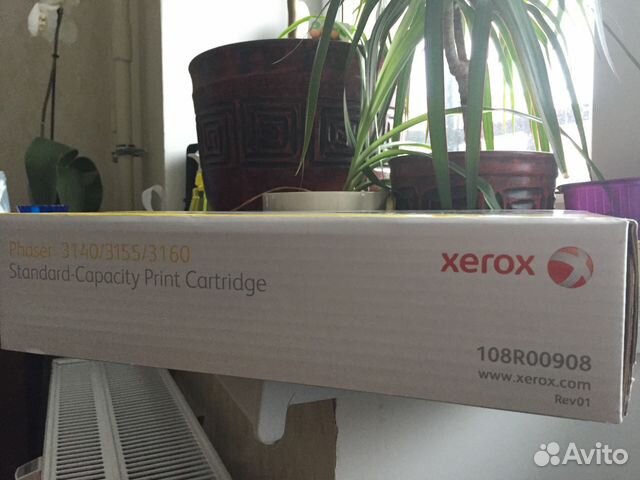 Phaser 3140/3155/3160
Standard-Capacity Print Cartridge
xerox
108R00908
www.xerox.com
Rev01
Avito